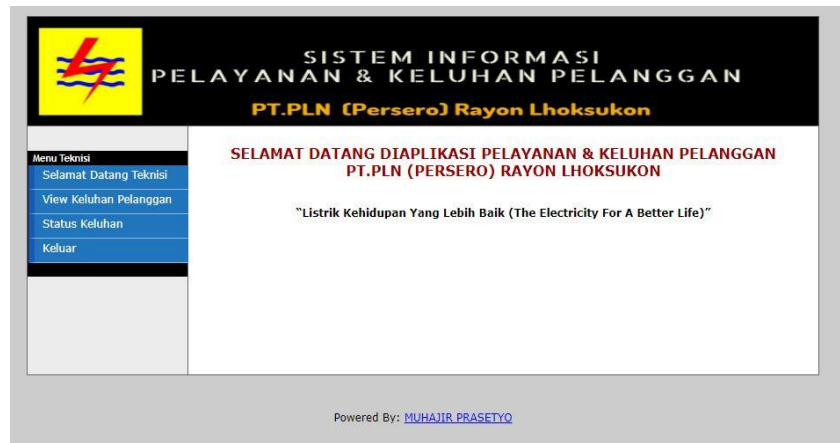 SISTEM INFORMASI
PELAYANAN & KELUHAN PELANGGAN
PT.PLN (Persero) Rayon Lhoksukon
Menu Teknisi
Selamat Datang Teknisi
View Keluhan Pelanggan
Status Keluhan
Keluar
SELAMAT DATANG DIAPLIKASI PELAYANAN & KELUHAN PELANGGAN
PT.PLN (PERSERO) RAYON LHOKSUKON
“Listrik Kehidupan Yang Lebih Baik (The Electricity For A Better Life)”
Powered By: MUHAJIR PRASETYO